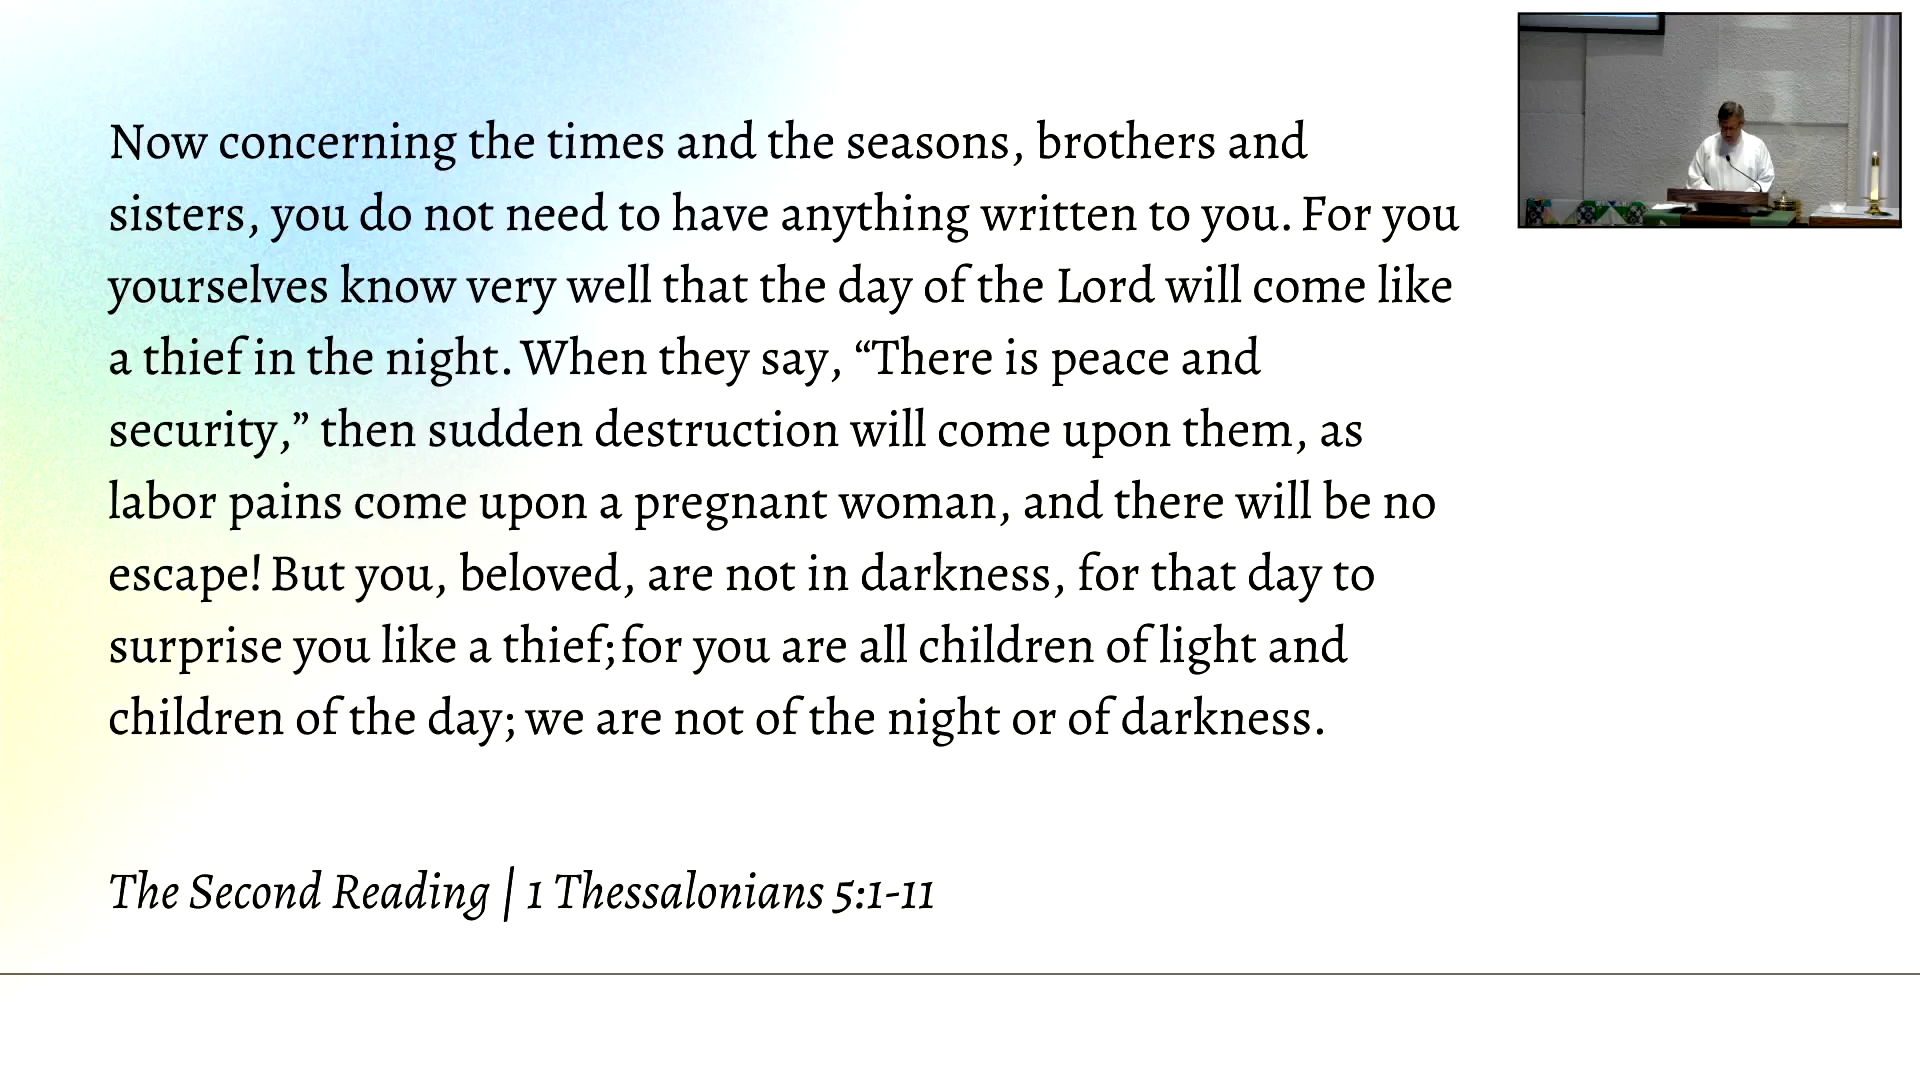 Now concerning the times and the seasons, brothers and
sisters, you do not need to have anything written to you. For you
yourselves know very well that the day of the Lord will come like
a thief in the night. When they say, “There is peace and
security,” then sudden destruction will come upon them, as
labor pains come upon a pregnant woman, and there will be no
escape! But you, beloved, are not in darkness, for that day to
surprise you like a thief; for you are all children of light and
children of the day; we are not of the night or of darkness.
The Second Reading | 1 Thessalonians 5:1-11